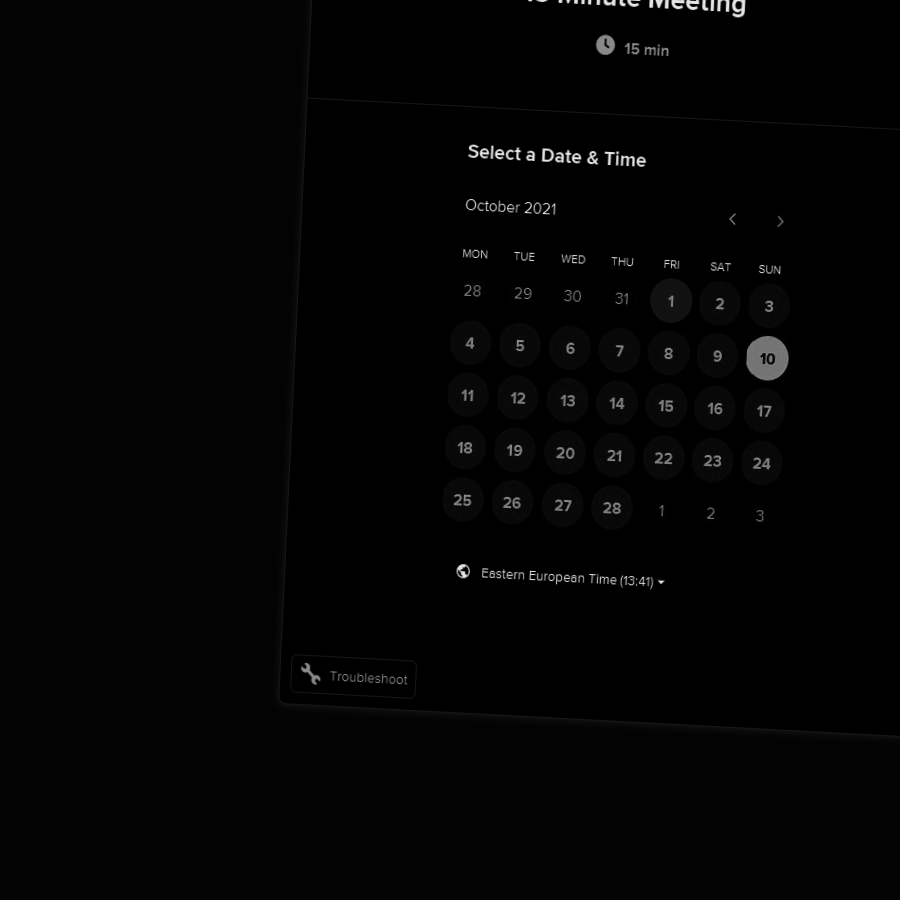 Minute Meeting
15 min
Select a Date & Time
October 2021
MON TUE WED THU FRI SAT SUN
28 29 30 31 1 2 3
4 5 6 7 8 9 10
11 12 13 14 15 16 17
18 19 20 21 22 23 24
25 26 27 28 1 2 3
Eastern European Time (13:41)
Troubleshoot